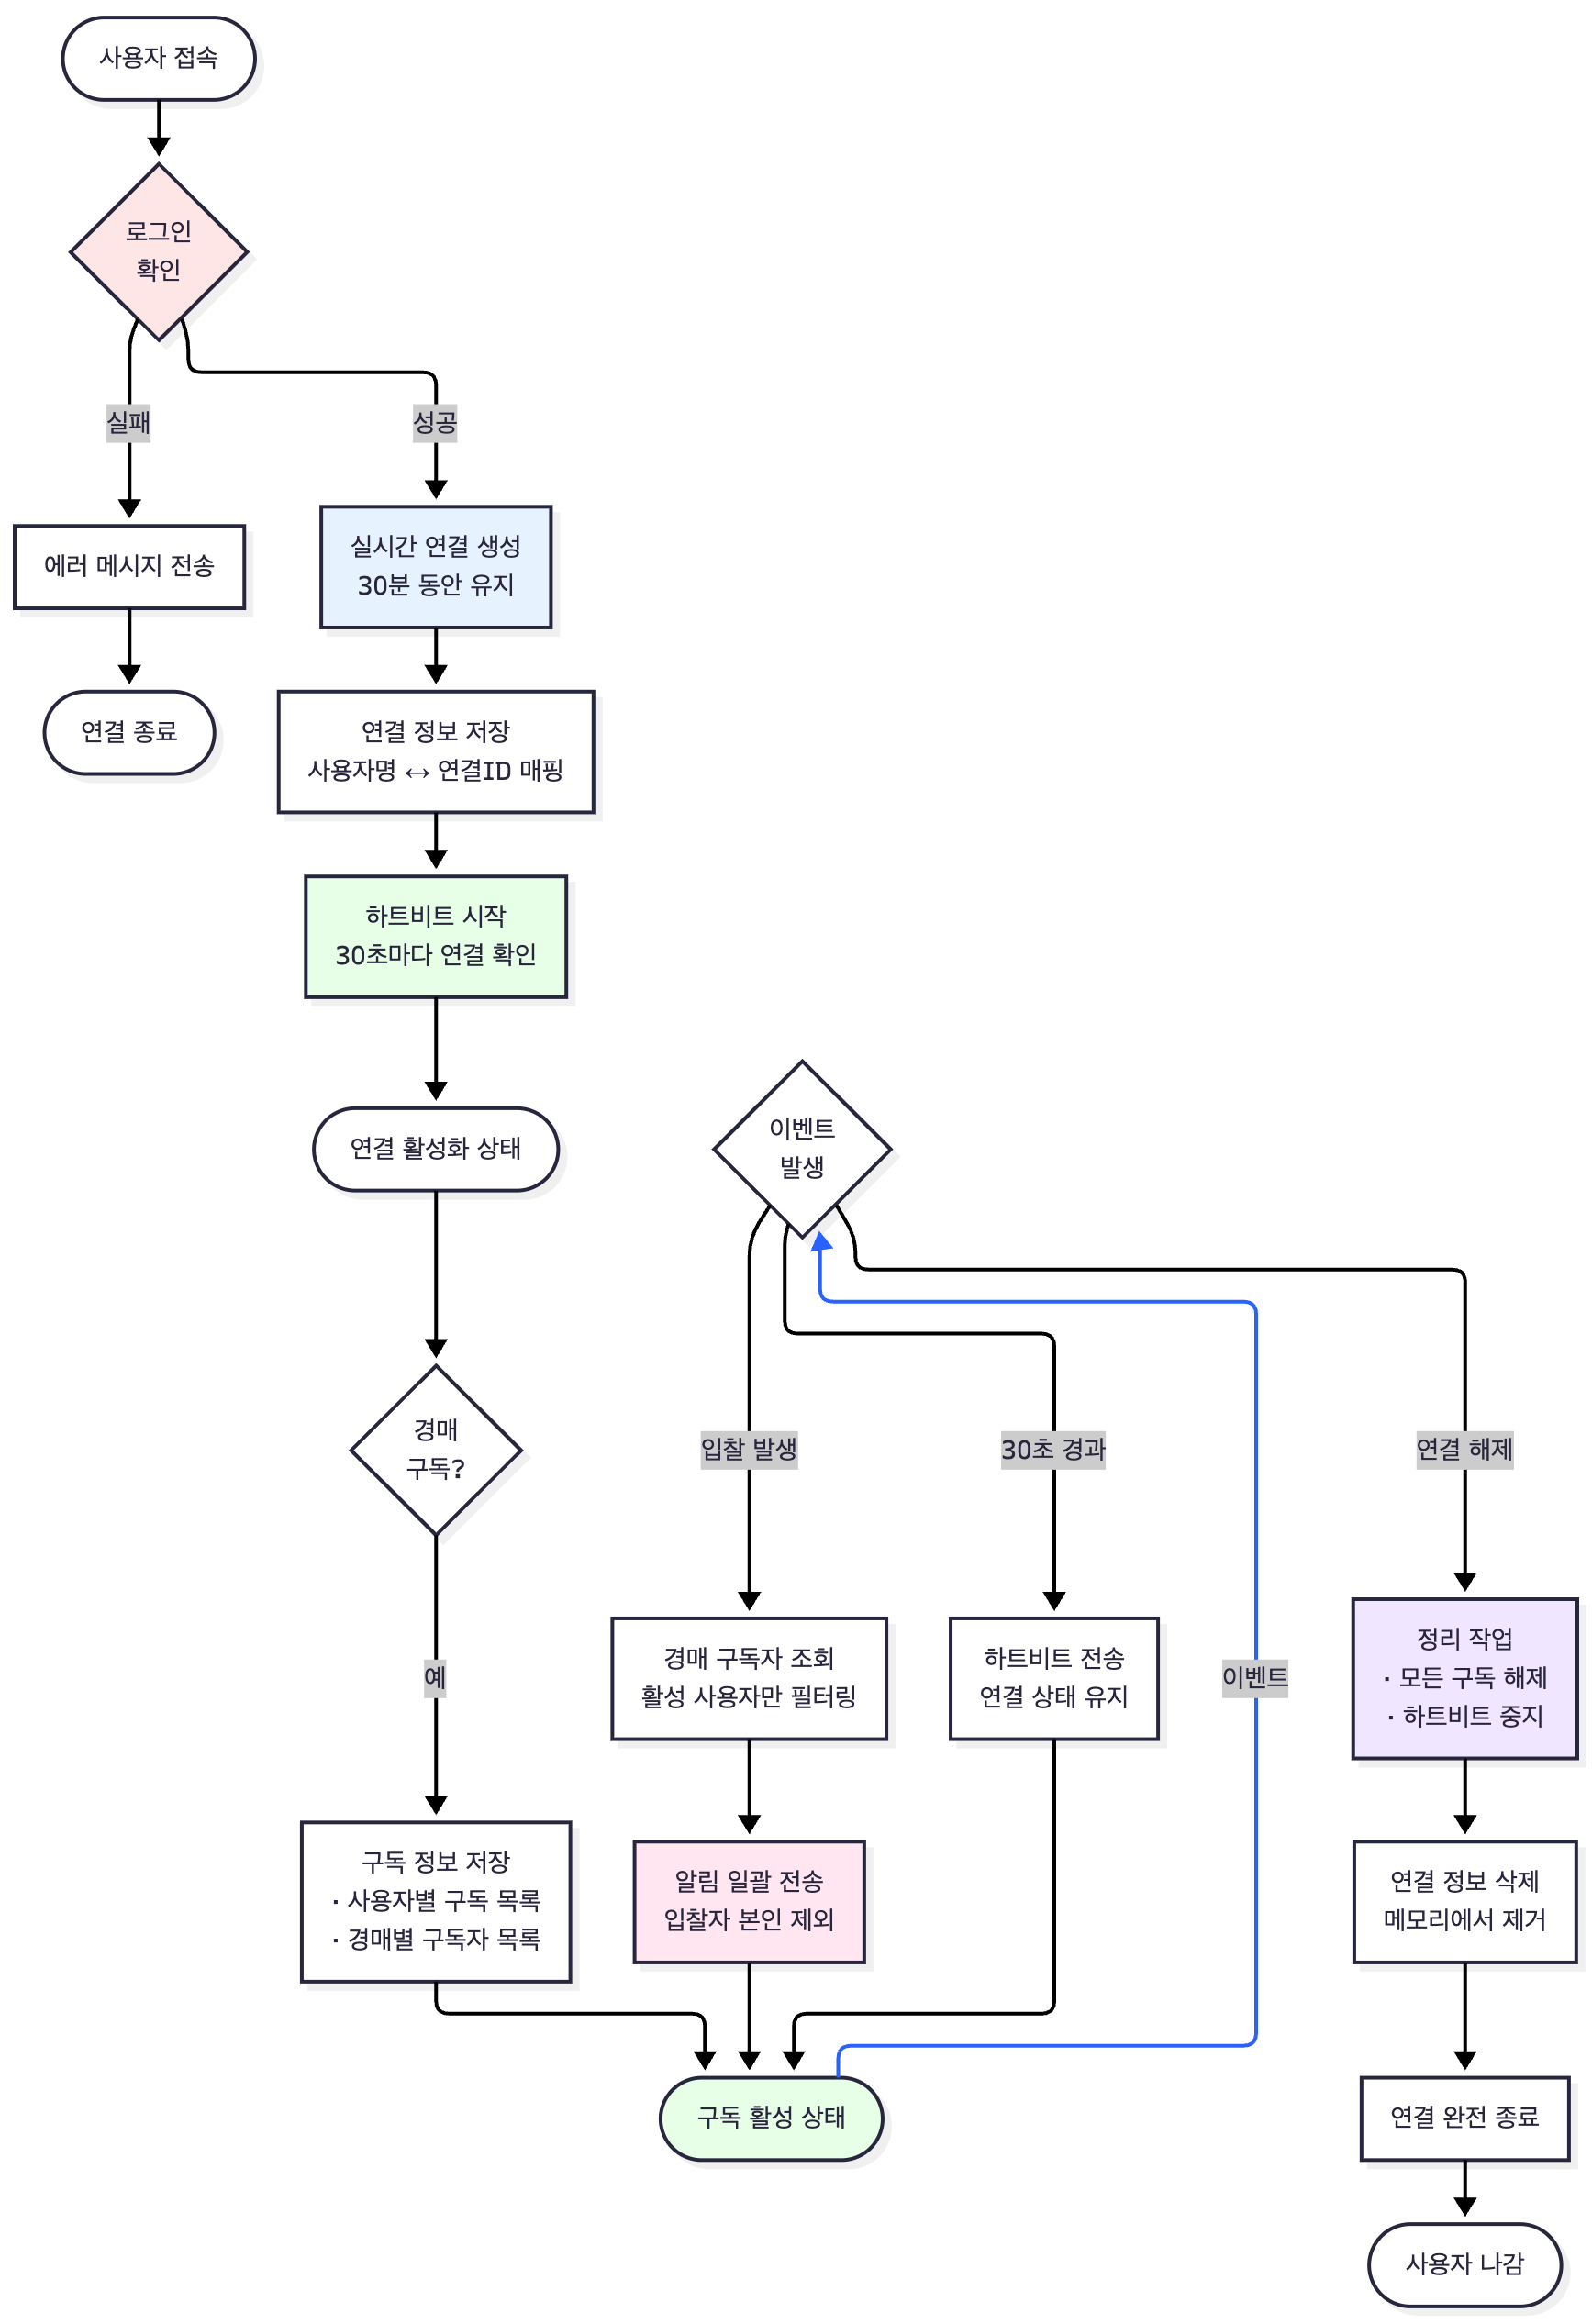 사용자 접속
로그인
확인
실패
성공
에러 메시지 전송
연결 종료
실시간 연결 생성
30분 동안 유지
연결 정보 저장
사용자명 ↔ 연결ID 매핑
하트비트 시작
30초마다 연결 확인
연결 활성화 상태
경매
구독?
예
구독 정보 저장
· 사용자별 구독 목록
· 경매별 구독자 목록
이벤트
발생
입찰 발생
30초 경과
연결 해제
경매 구독자 조회
활성 사용자만 필터링
알림 일괄 전송
입찰자 본인 제외
하트비트 전송
연결 상태 유지
이벤트
구독 활성 상태
정리 작업
· 모든 구독 해제
· 하트비트 중지
연결 정보 삭제
메모리에서 제거
연결 완전 종료
사용자 나감